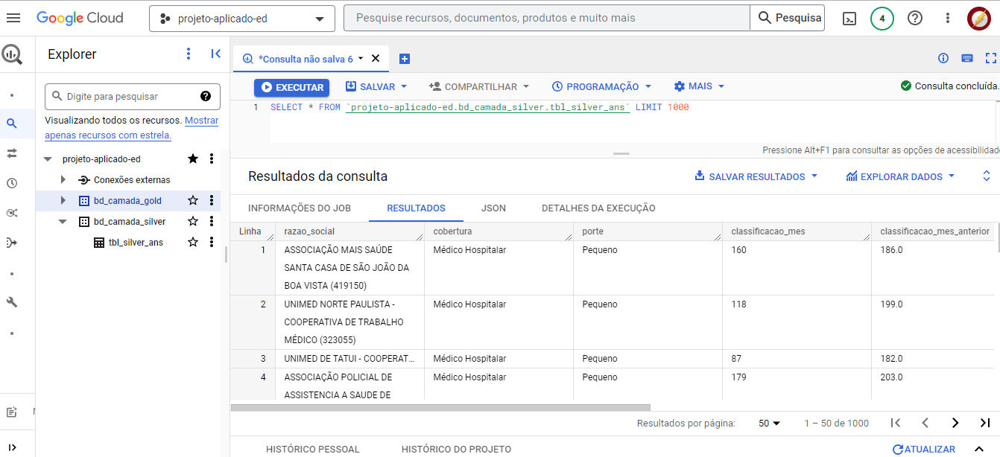 Google Cloud
projeto-aplicado-ed
Pesquise recursos, documentos, produtos e muito mais
Pesquisa
4
Explorer
*Consulta não salva 6
Digite para pesquisar
Visualizando todos os recursos. Mostrar
apenas recursos com estrela.
projeto-aplicado-ed
Conexões externas
bd_camada_gold
bd_camada_silver
tbl_silver_ans
EXECUTAR
SALVAR
COMPARTILHAR
PROGRAMAÇÃO
MAIS
Consulta concluída.
1 SELECT * FROM `projeto-aplicado-ed.bd_camada_silver.tbl_silver_ans` LIMIT 1000
Pressione Alt+F1 para consultar as opções de acessibilidad
Resultados da consulta
SALVAR RESULTADOS
EXPLORAR DADOS
INFORMAÇÕES DO JOB
RESULTADOS
JSON
DETALHES DA EXECUÇÃO
Linha razao_social cobertura porte classificacao_mes classificacao_mes_anterior
1 ASSOCIAÇÃO MAIS SAÚDE Médico Hospitalar Pequeno 160 186.0
SANTA CASA DE SÃO JOÃO DA
BOA VISTA (419150)
2 UNIMED NORTE PAULISTA - Médico Hospitalar Pequeno 118 199.0
COOPERATIVA DE TRABALHO
MÉDICO (323055)
3 UNIMED DE TATUI - COOPERAT... Médico Hospitalar Pequeno 87 182.0
4 ASSOCIAÇÃO POLICIAL DE Médico Hospitalar Pequeno 179 203.0
ASSISTENCIA A SAUDE DE
Resultados por página: 50 1 – 50 de 1000
HISTÓRICO PESSOAL
HISTÓRICO DO PROJETO
ATUALIZAR